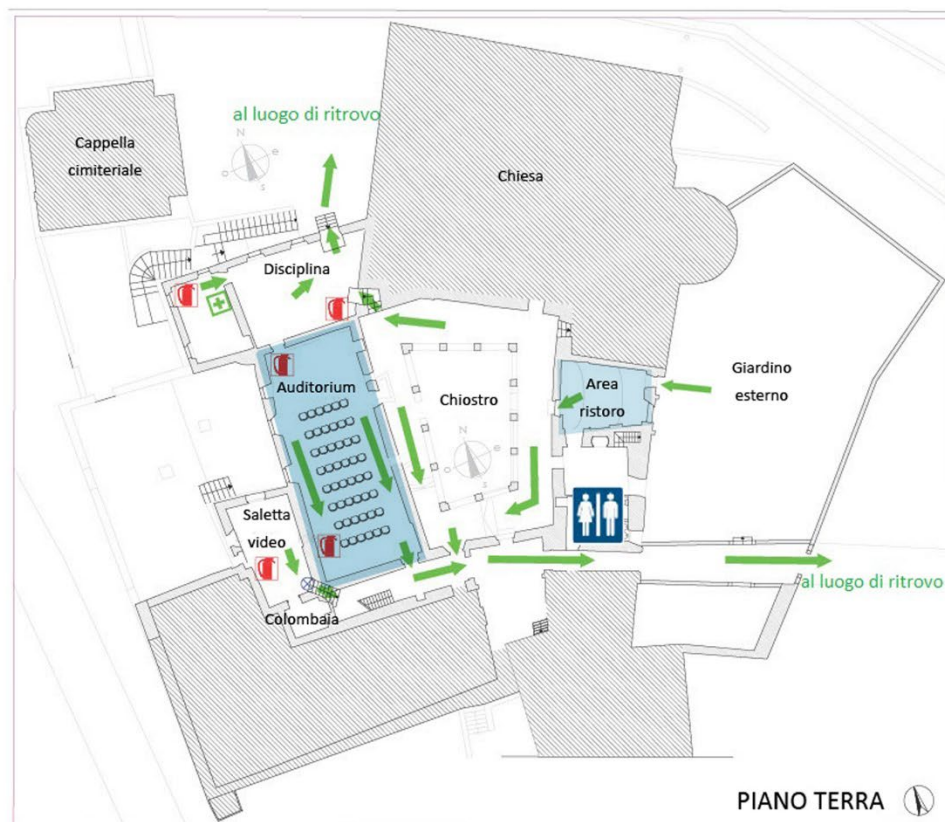 al luogo di ritrovo
Cappella
cimiteriale
N
E
S
O
Chiesa
Disciplina
Auditorium
Chiostro
N
S
Area
ristoro
Giardino
esterno
Saletta
video
Colombaia
al luogo di ritrovo
PIANO TERRA